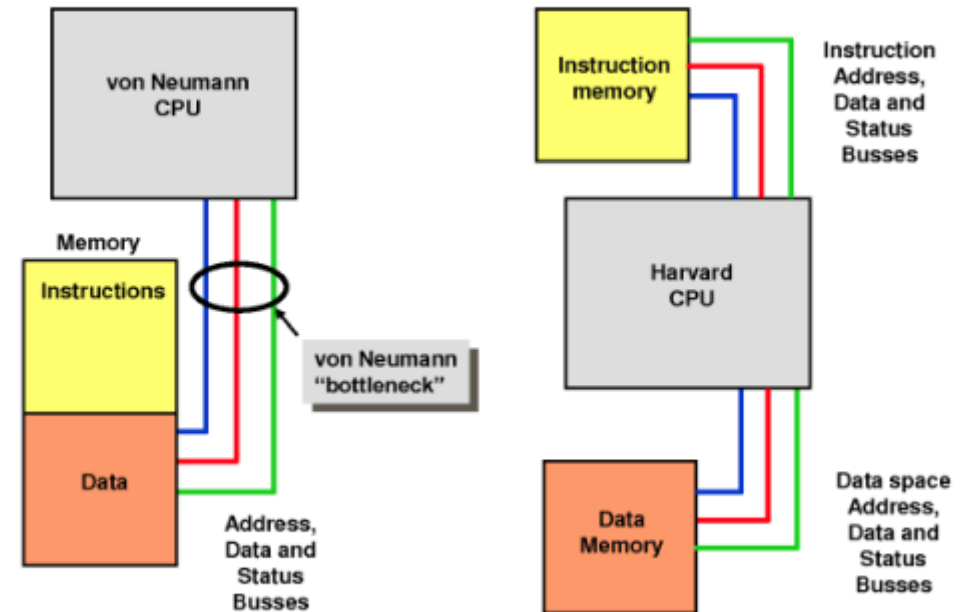 von Neumann
CPU
Memory
Instructions
von Neumann
“bottleneck”
Data
Address,
Data and
Status
Busses
Instruction
memory
Instruction
Address,
Data and
Status
Busses
Harvard
CPU
Data
Memory
Data space
Address,
Data and
Status
Busses